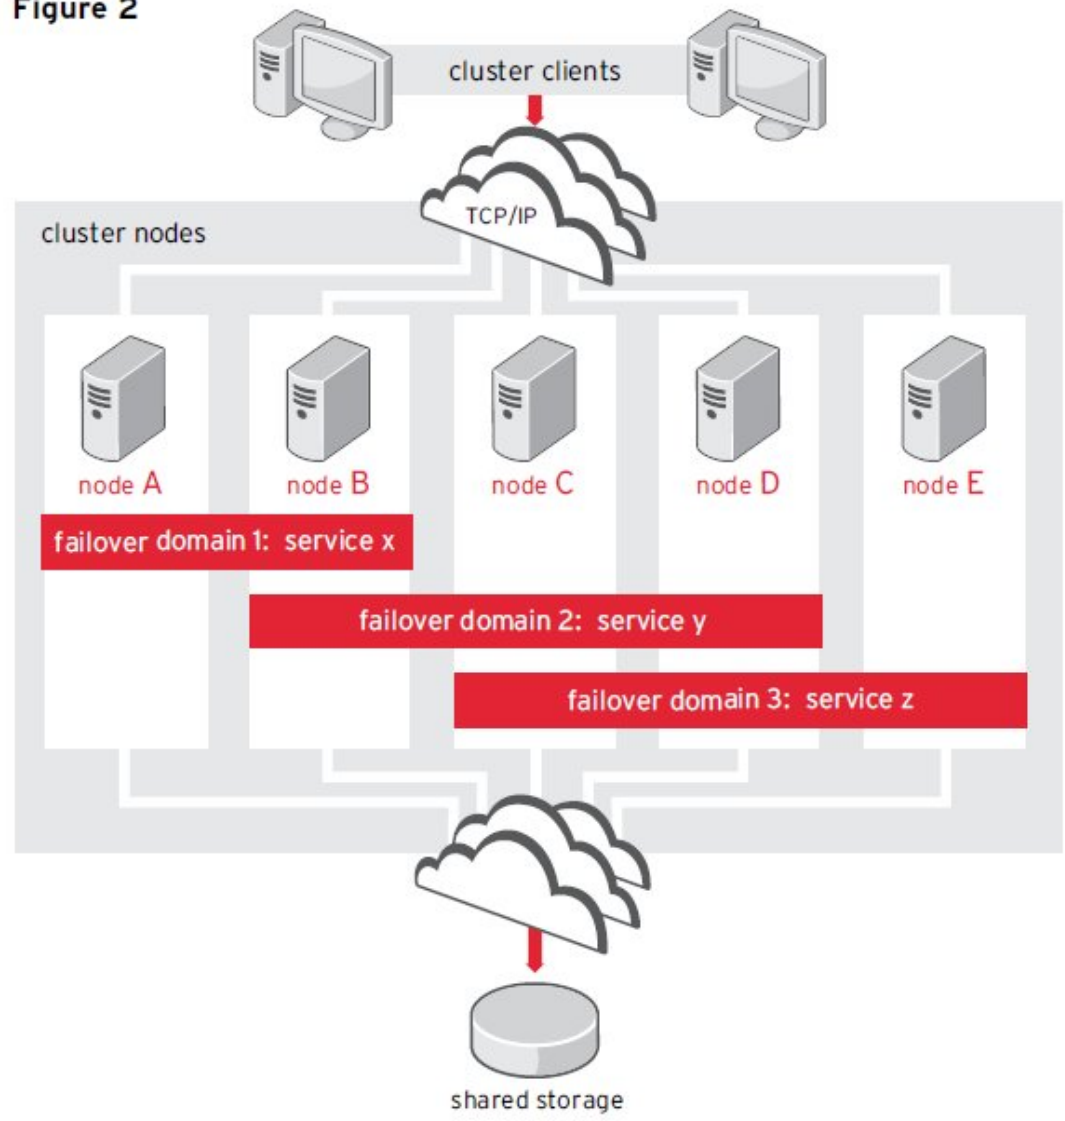 Figure 2
cluster clients
TCP/IP
cluster nodes
node A
node B
node C
node D
node E
failover domain 1: service x
failover domain 2: service y
failover domain 3: service z
shared storage